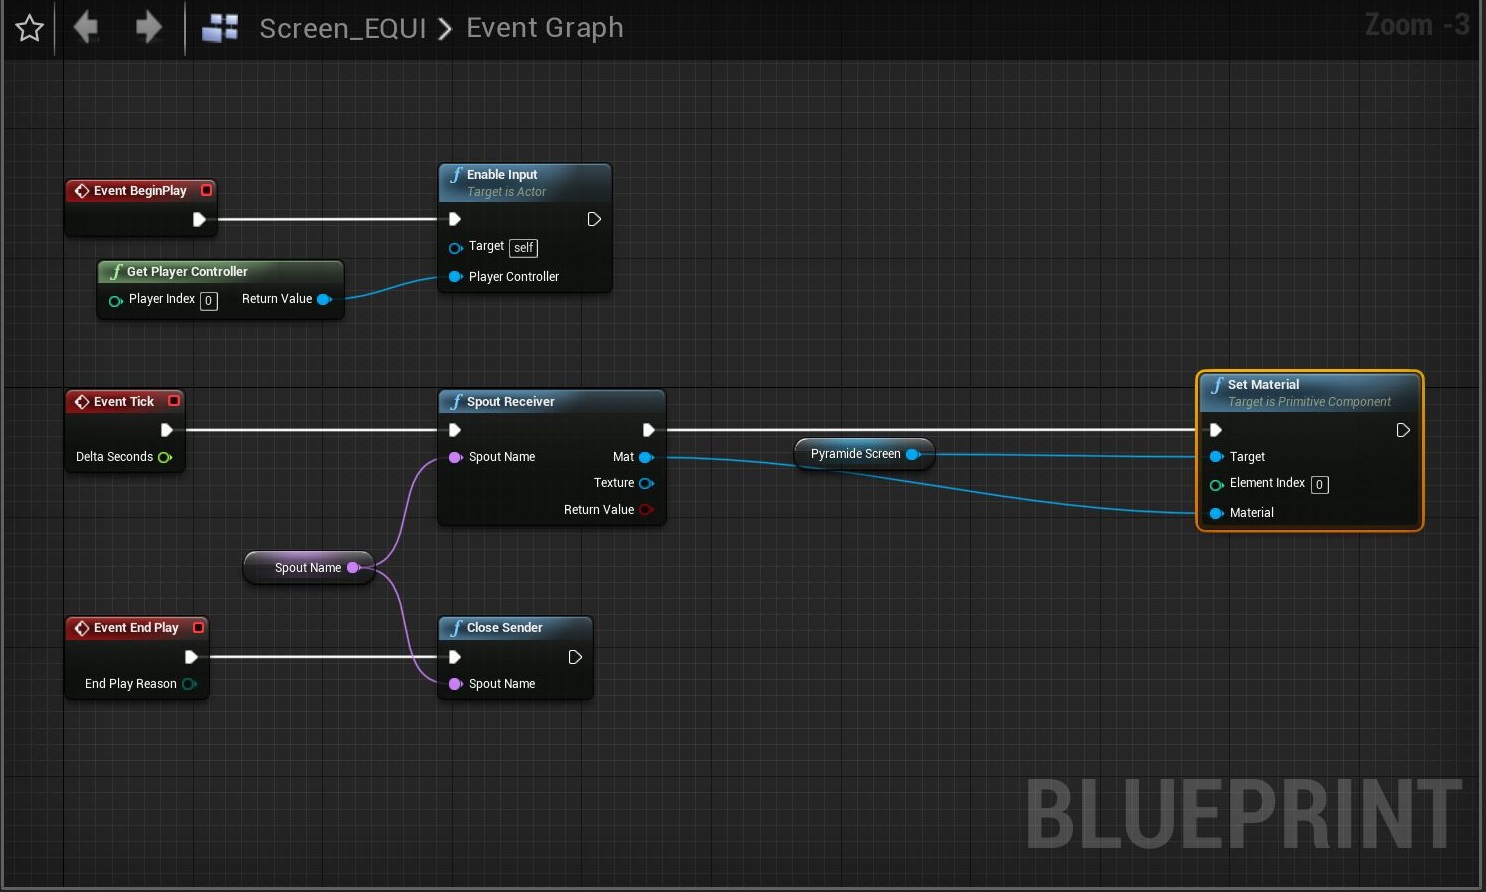 Screen_EQUI > Event Graph
Zoom -3
Event BeginPlay
Enable Input
Target is Actor
Target self
Player Controller
Get Player Controller
Player Index 0 Return Value
Event Tick
Delta Seconds
Spout Receiver
Spout Name Mat
Texture
Return Value
Pyramide Screen
Set Material
Target is Primitive Component
Target
Element Index 0
Material
Spout Name
Event End Play
End Play Reason
Close Sender
Spout Name
BLUEPRINT